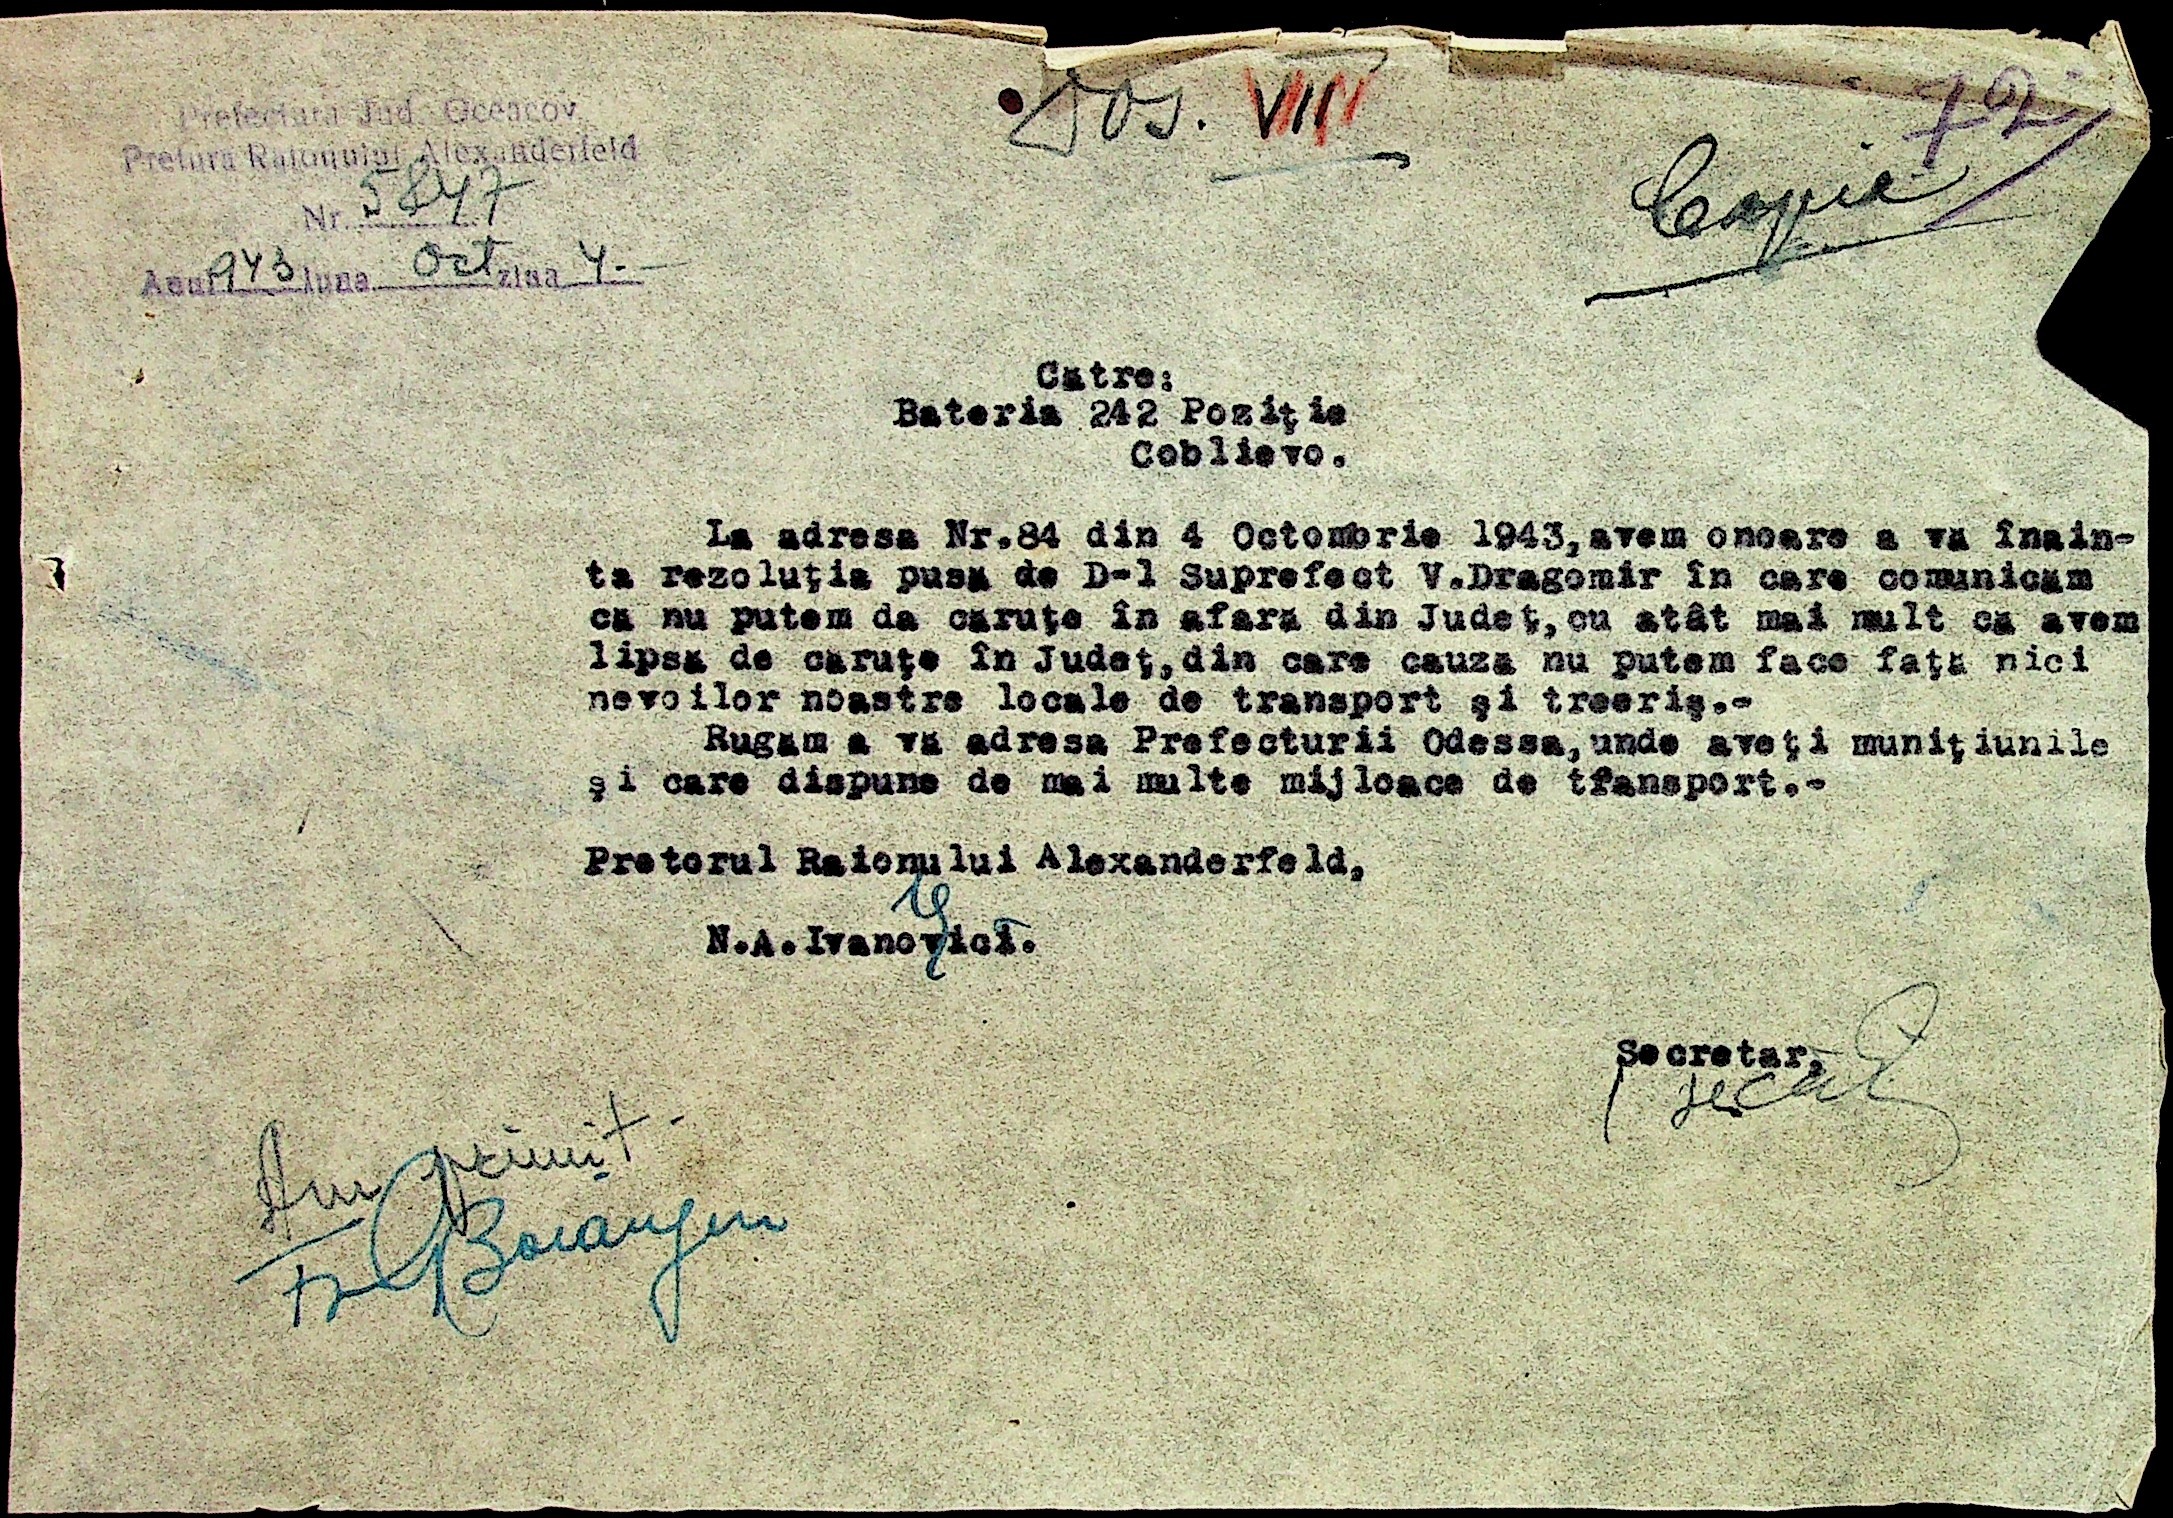 Dos. VIII
72
Copie
Prefectura Jud. Oceacov
Pretura Raionului Alexanderfeld
Nr. 5847
Anul 943 luna Oct ziua 4.
Cătrе:
Bateria 242 Poziţie
Coblievo.
La adresa Nr.84 din 4 Octombrie 1943,avem onoare a vă înain-
ta rezoluţia pusă de D-l Suprefect V.Dragomir în care comunicăm
că nu putem da căruţe în afară din Judeţ,cu atât mai mult că avem
lipsă de căruţe în Judeţ,din care cauză nu putem face faţă nici
nevoilor noastre locale de transport şi treeriş.-
Rugăm a vă adresa Prefecturii Odessa,unde aveţi muniţiunile
şi care dispune de mai multe mijloace de transport.-
Pretorul Raionului Alexanderfeld,
N.A.Ivanovici.
Secretar,
Am primit.-